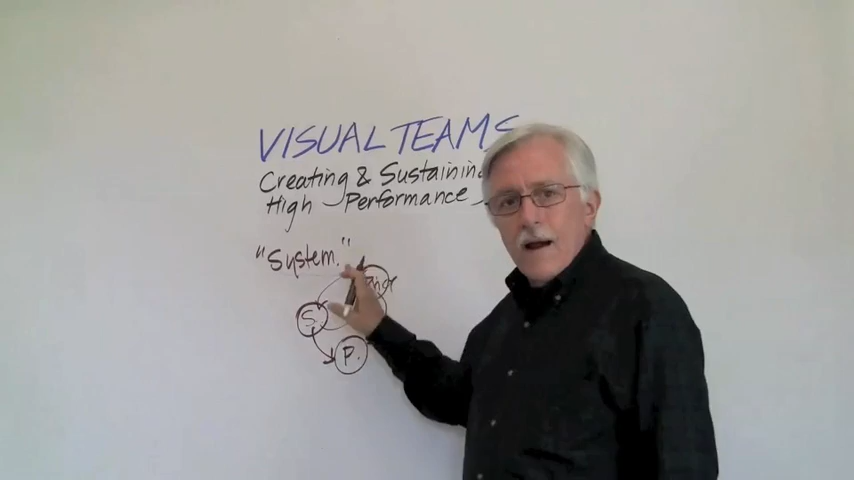 VISUAL TEAMS
Creating & Sustaining
High Performance
"System."
S.
P.